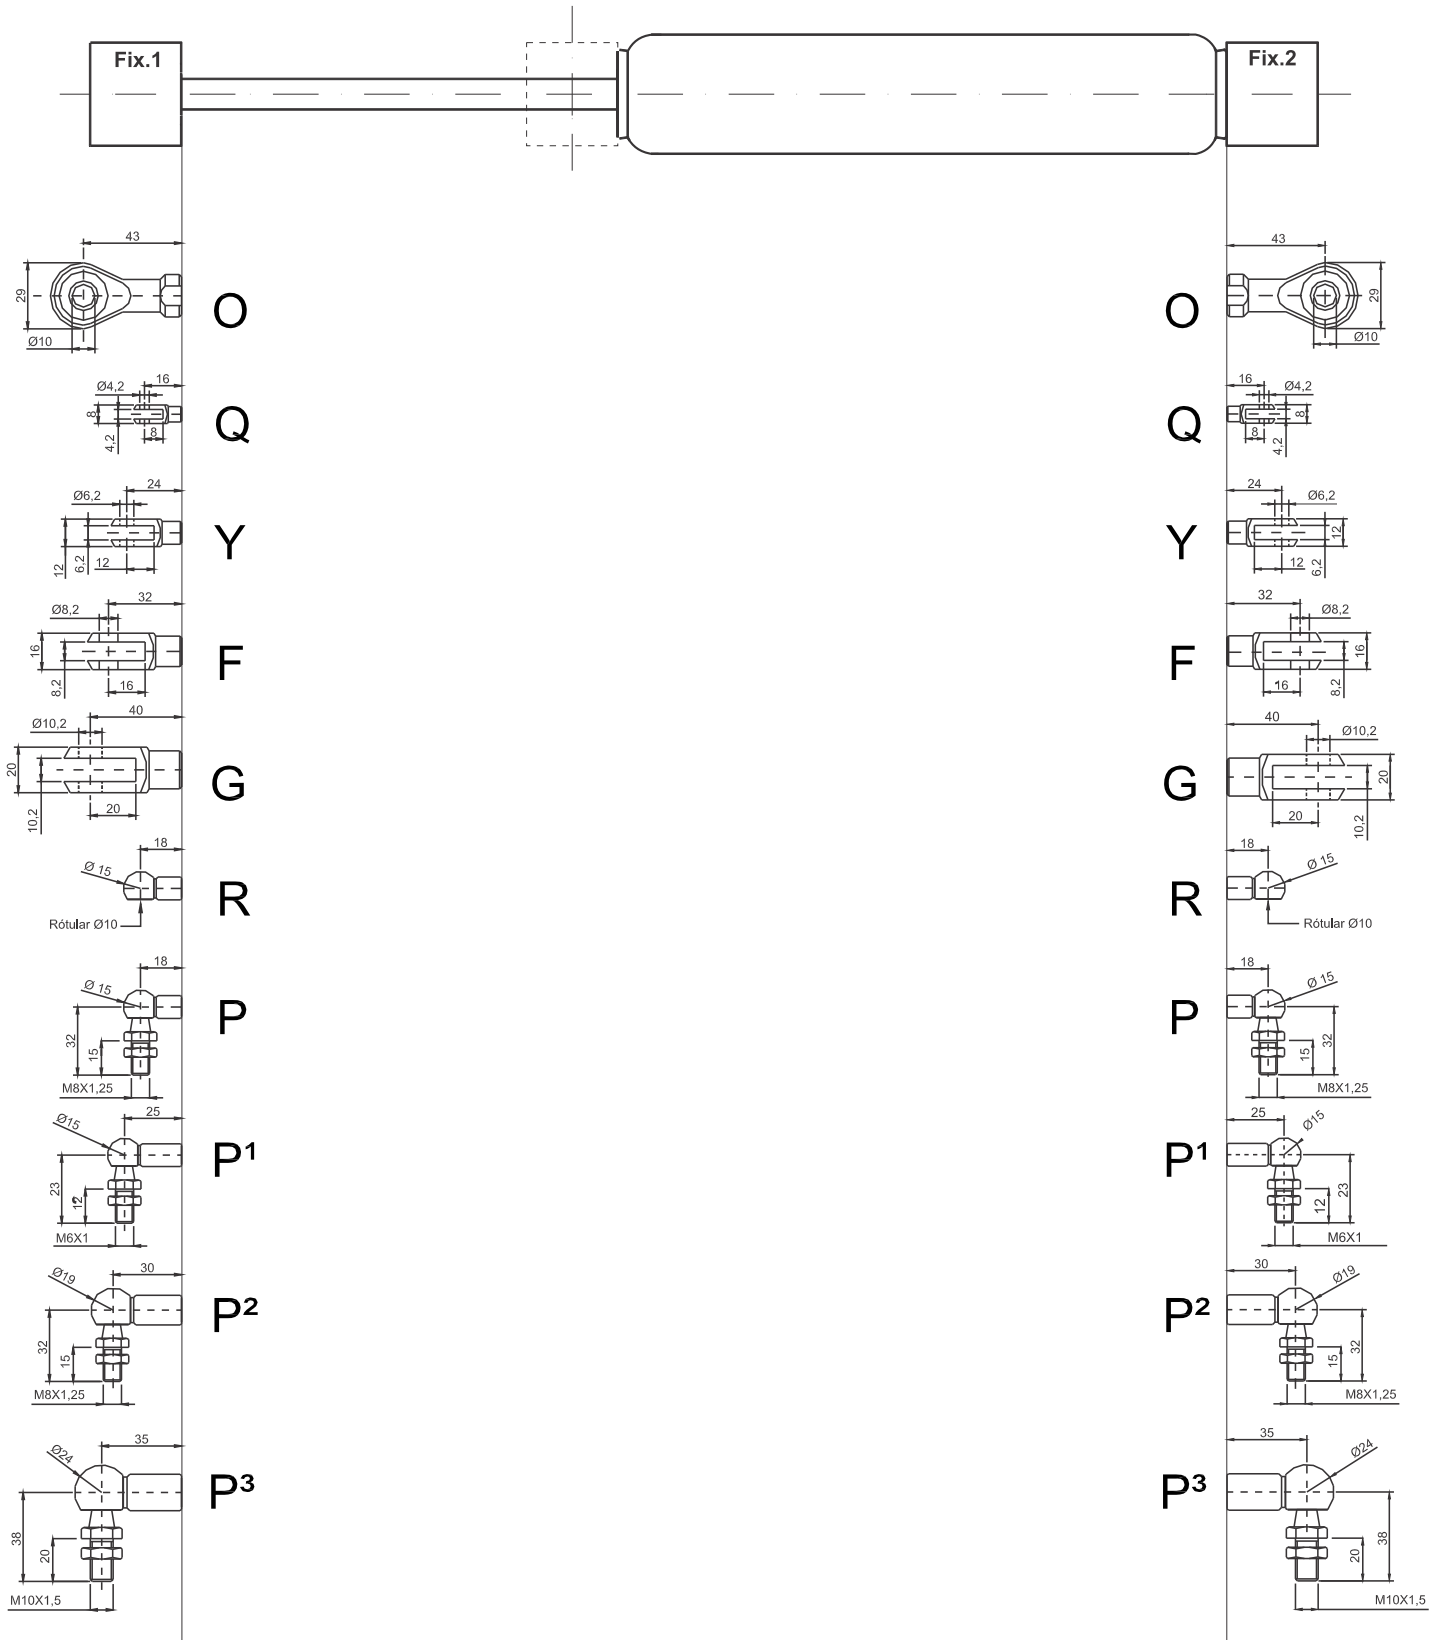 Fix.1 Fix.2
43 43
29 29
O O
Ø10 Ø10
16 16
Ø4,2 Ø4,2
8 8
Q Q
8 8
4,2 4,2
24 24
Ø6,2 Ø6,2
12 12
Y Y
6,2 6,2
12 12
32 32
Ø8,2 Ø8,2
16 16
F F
8,2 8,2
16 16
40 40
Ø10,2 Ø10,2
20 20
G G
10,2 10,2
20 20
18 18
Ø 15 Ø 15
R R
Rótular Ø10 Rótular Ø10
18 18
Ø 15 Ø 15
P P
32 32
15 15
M8X1,25 M8X1,25
25 25
Ø15 Ø15
P¹ P¹
23 23
12 12
M6X1 M6X1
30 30
Ø19 Ø19
P² P²
32 32
15 15
M8X1,25 M8X1,25
35 35
Ø24 Ø24
P³ P³
38 38
20 20
M10X1,5 M10X1,5